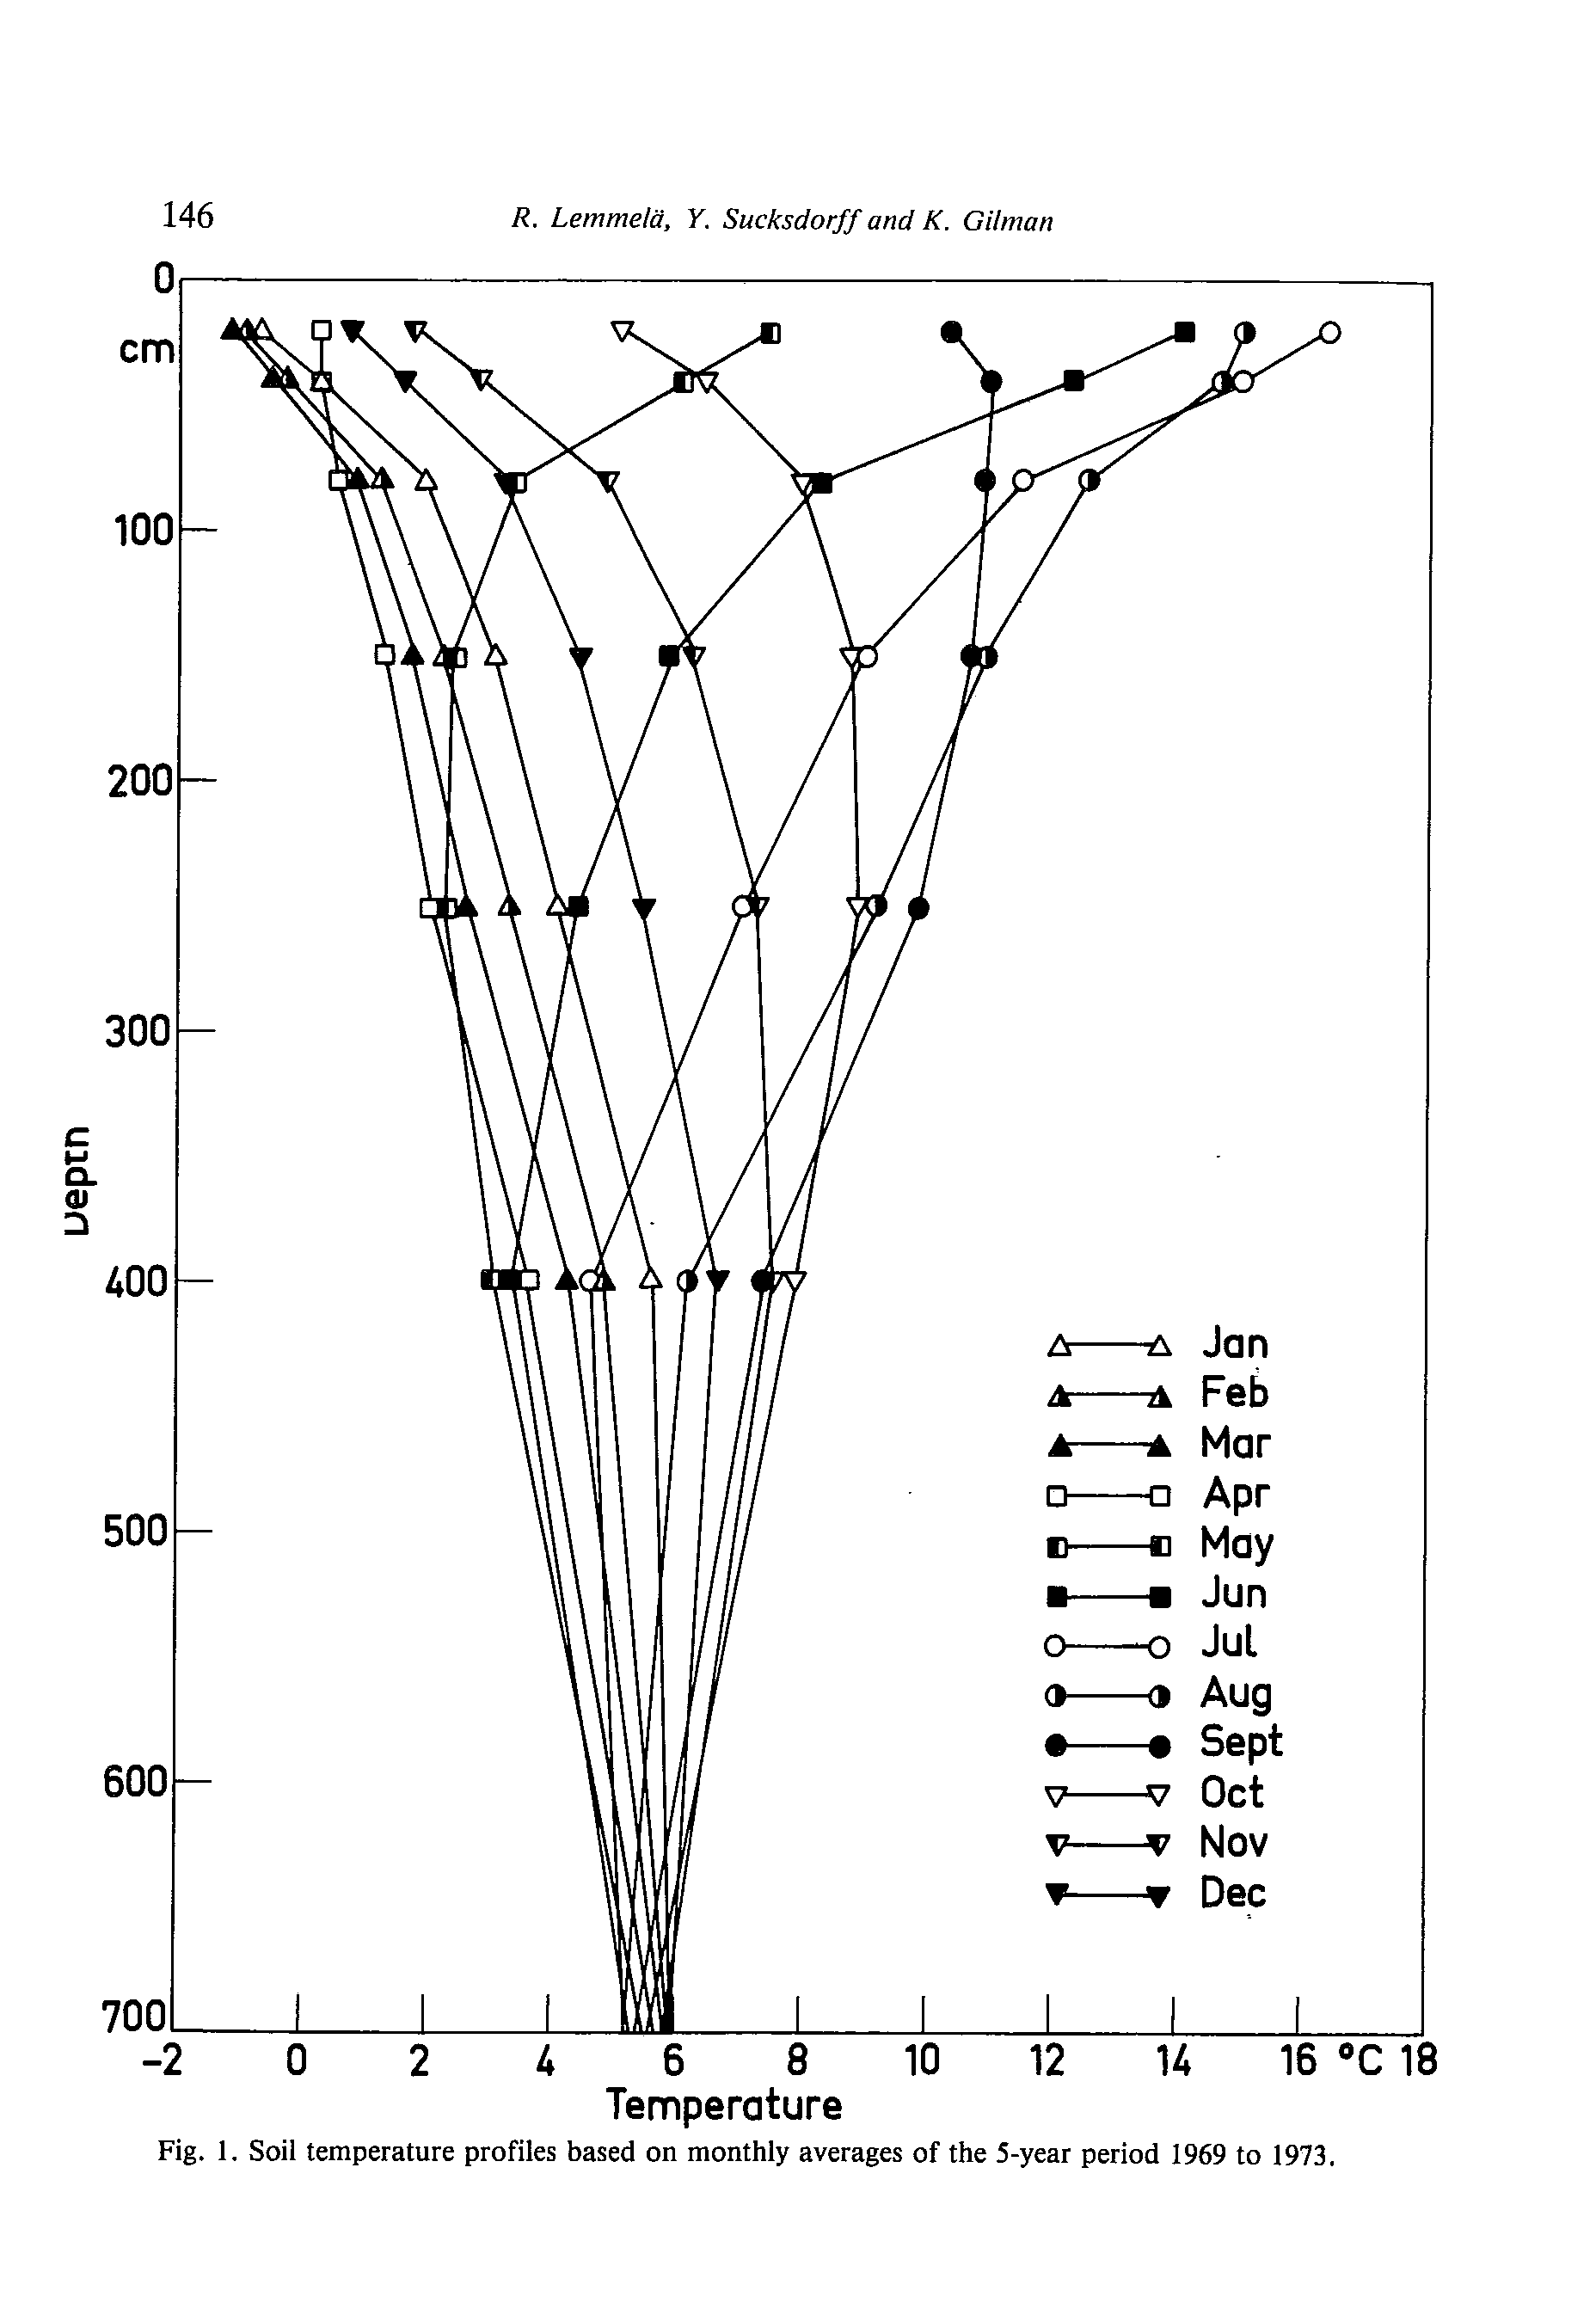 146
R. Lemmelä, Y. Sucksdorff and K. Gilman
0
cm
100
200
300
Depth
400
500
600
700
Jan
Feb
Mar
Apr
May
Jun
Jul
Aug
Sept
Oct
Nov
Dec
-2 0 2 4 6 8 10 12 14 16 °C 18
Temperature
Fig. 1. Soil temperature profiles based on monthly averages of the 5-year period 1969 to 1973.